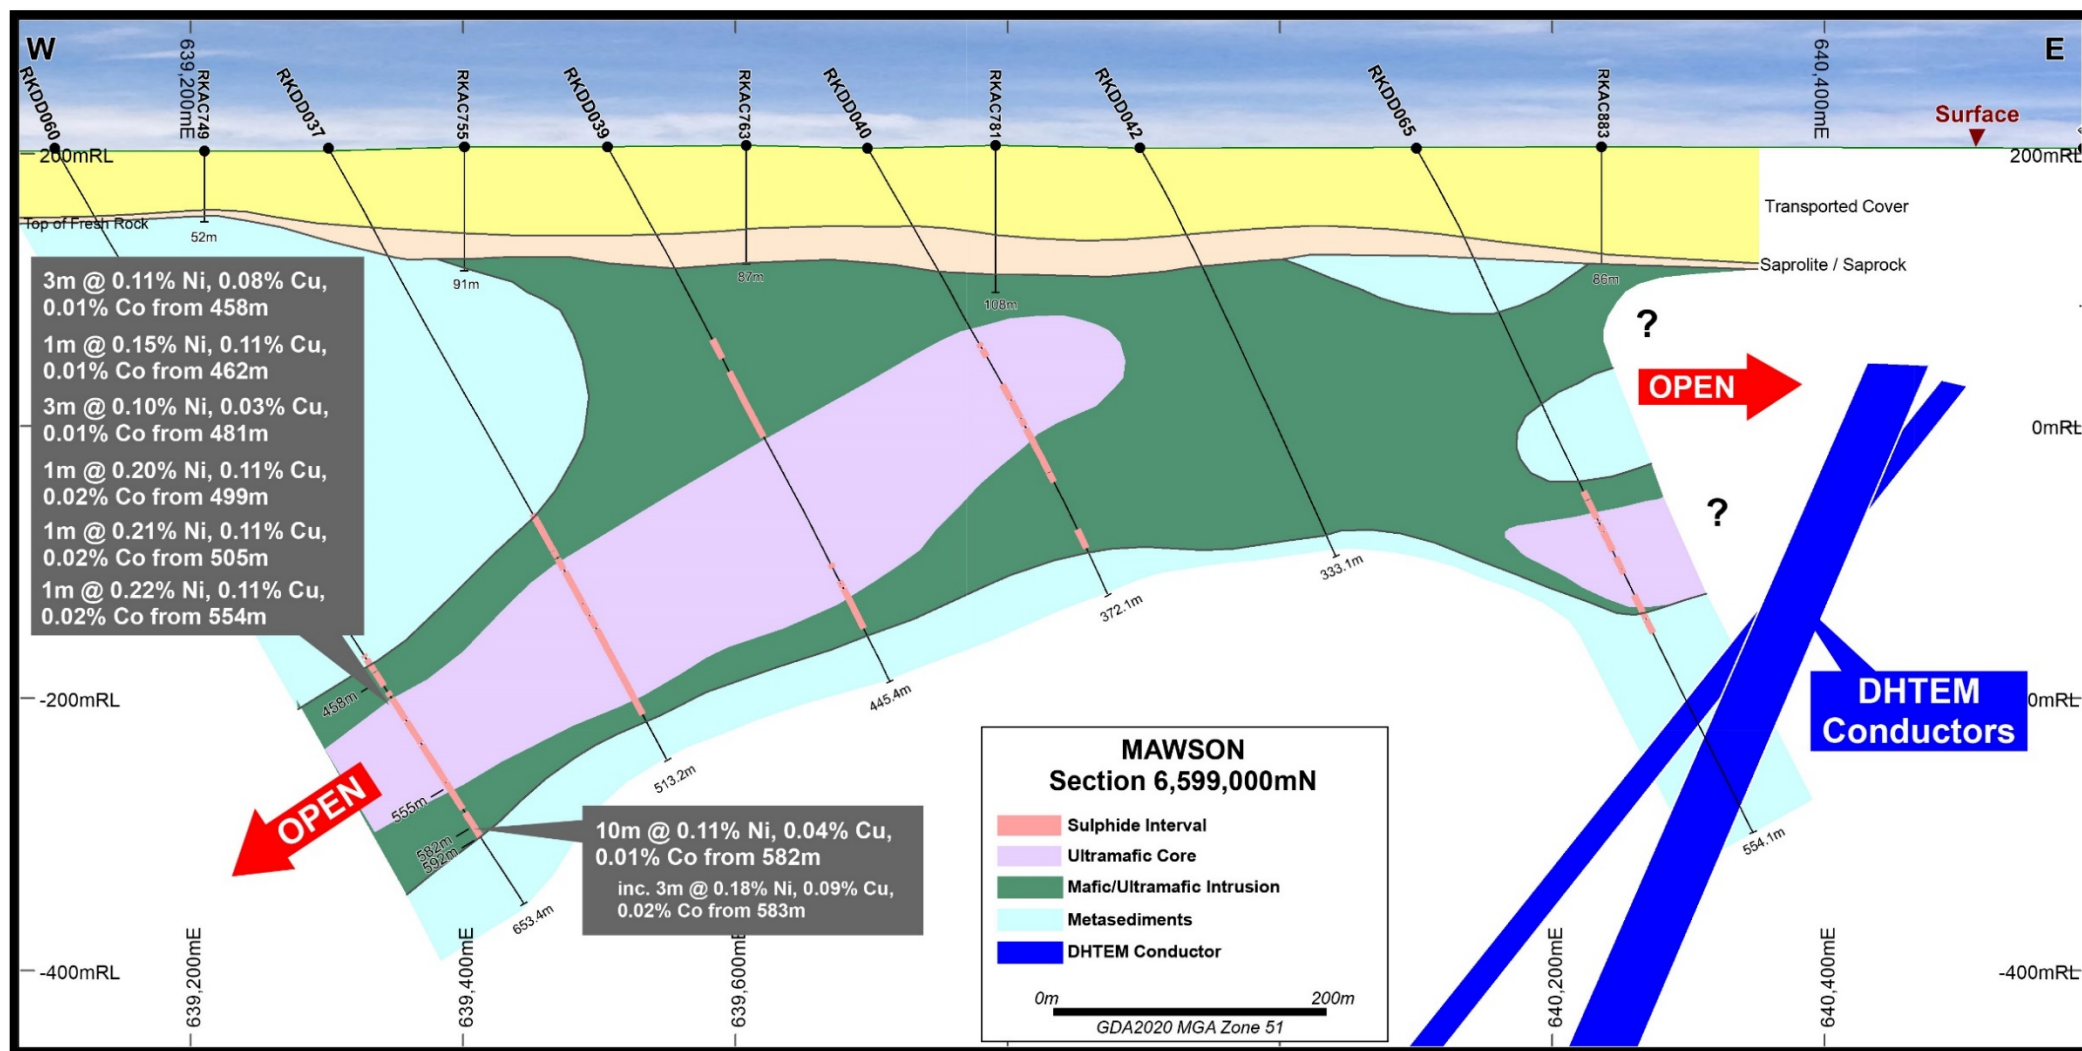 W
E
RKDD060
639,200mE
RKAC749
RKDD037
RKAC755
RKDD039
RKAC763
RKDD040
RKAC781
RKDD042
RKDD065
RKAC883
640,400mE
Surface
200mRL
200mRL
Transported Cover
Top of Fresh Rock
52m
91m
87m
108m
86m
Saprolite / Saprock
3m @ 0.11% Ni, 0.08% Cu,
0.01% Co from 458m
1m @ 0.15% Ni, 0.11% Cu,
0.01% Co from 462m
3m @ 0.10% Ni, 0.03% Cu,
0.01% Co from 481m
1m @ 0.20% Ni, 0.11% Cu,
0.02% Co from 499m
1m @ 0.21% Ni, 0.11% Cu,
0.02% Co from 505m
1m @ 0.22% Ni, 0.11% Cu,
0.02% Co from 554m
?
OPEN
0mRL
?
333.1m
372.1m
445.4m
513.2m
458m
-200mRL
0mRL
DHTEM
Conductors
OPEN
555m
582m
592m
653.4m
554.1m
10m @ 0.11% Ni, 0.04% Cu,
0.01% Co from 582m
inc. 3m @ 0.18% Ni, 0.09% Cu,
0.02% Co from 583m
MAWSON
Section 6,599,000mN
Sulphide Interval
Ultramafic Core
Mafic/Ultramafic Intrusion
Metasediments
DHTEM Conductor
0m
200m
GDA2020 MGA Zone 51
-400mRL
-400mRL
639,200mE
639,400mE
639,600mE
640,200mE
640,400mE